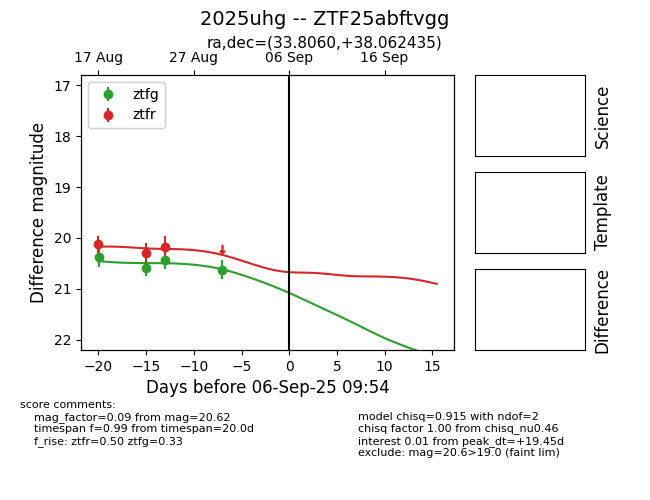 2025uhg -- ZTF25abftvgg
ra,dec=(33.8060,+38.062435)
17 Aug 27 Aug 06 Sep 16 Sep
ztfg
ztfr
17
18
19
20
21
22
Difference magnitude
−20 −15 −10 −5 0 5 10 15
Days before 06-Sep-25 09:54
Science
Template
Difference
score comments:
mag_factor=0.09 from mag=20.62
timespan f=0.99 from timespan=20.0d
f_rise: ztfr=0.50 ztfg=0.33
model chisq=0.915 with ndof=2
chisq factor 1.00 from chisq_nu0.46
interest 0.01 from peak_dt=+19.45d
exclude: mag=20.6>19.0 (faint lim)